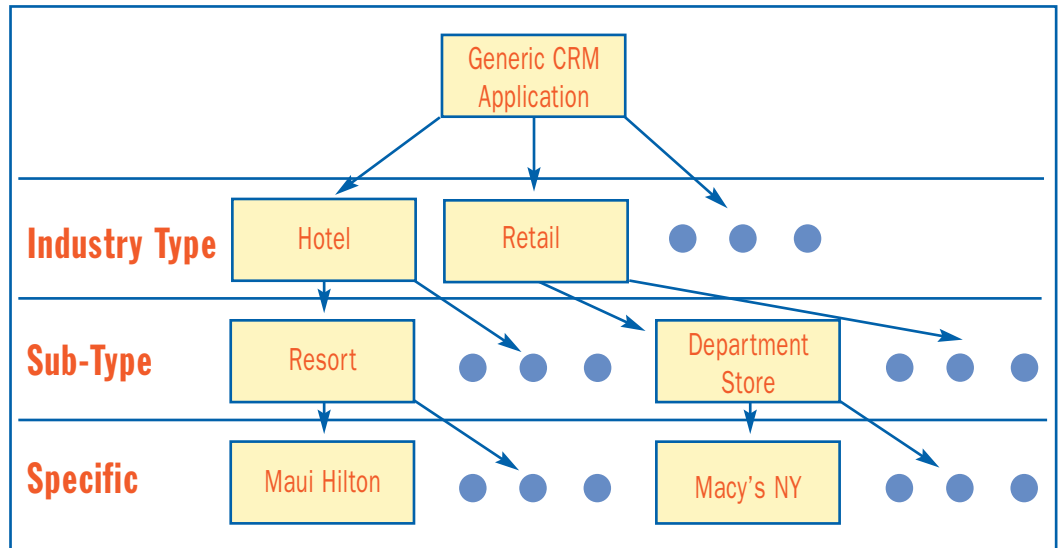 Generic CRM
Application
Industry Type
Hotel
Retail
Sub-Type
Resort
Department
Store
Specific
Maui Hilton
Macy’s NY